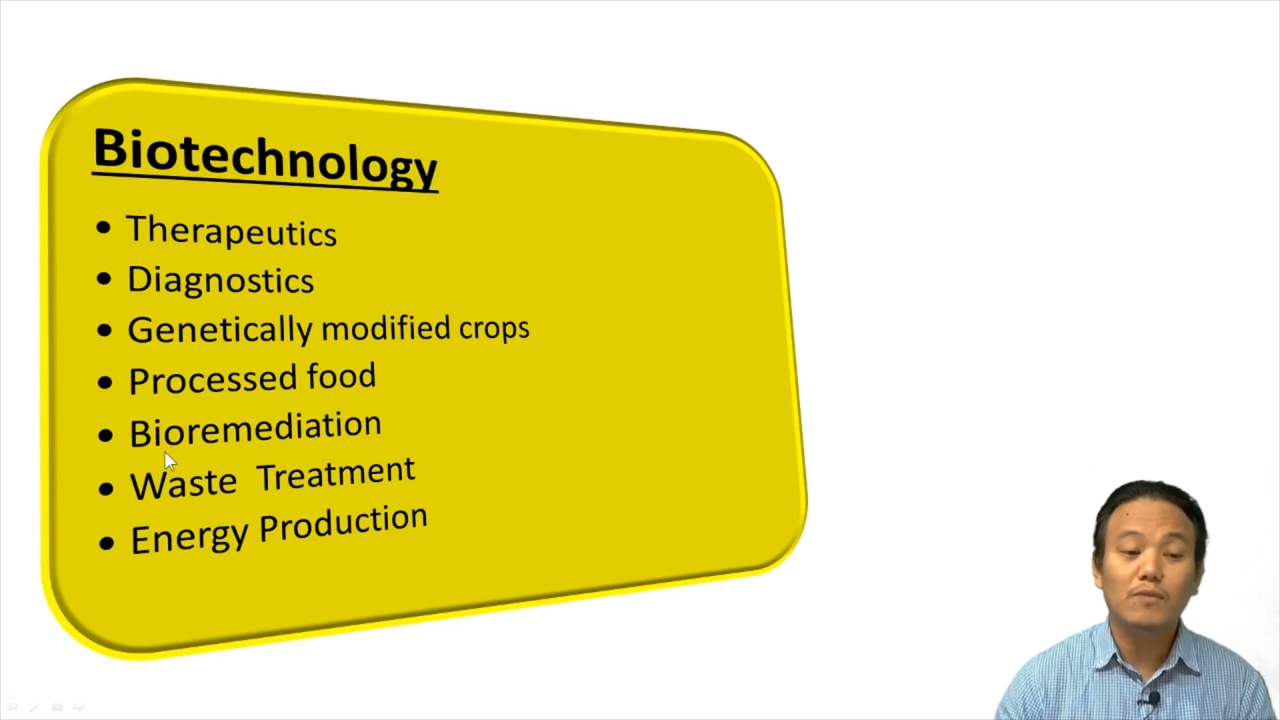 Biotechnology
• Therapeutics
• Diagnostics
• Genetically modified crops
• Processed food
• Bioremediation
• Waste  Treatment
• Energy Production